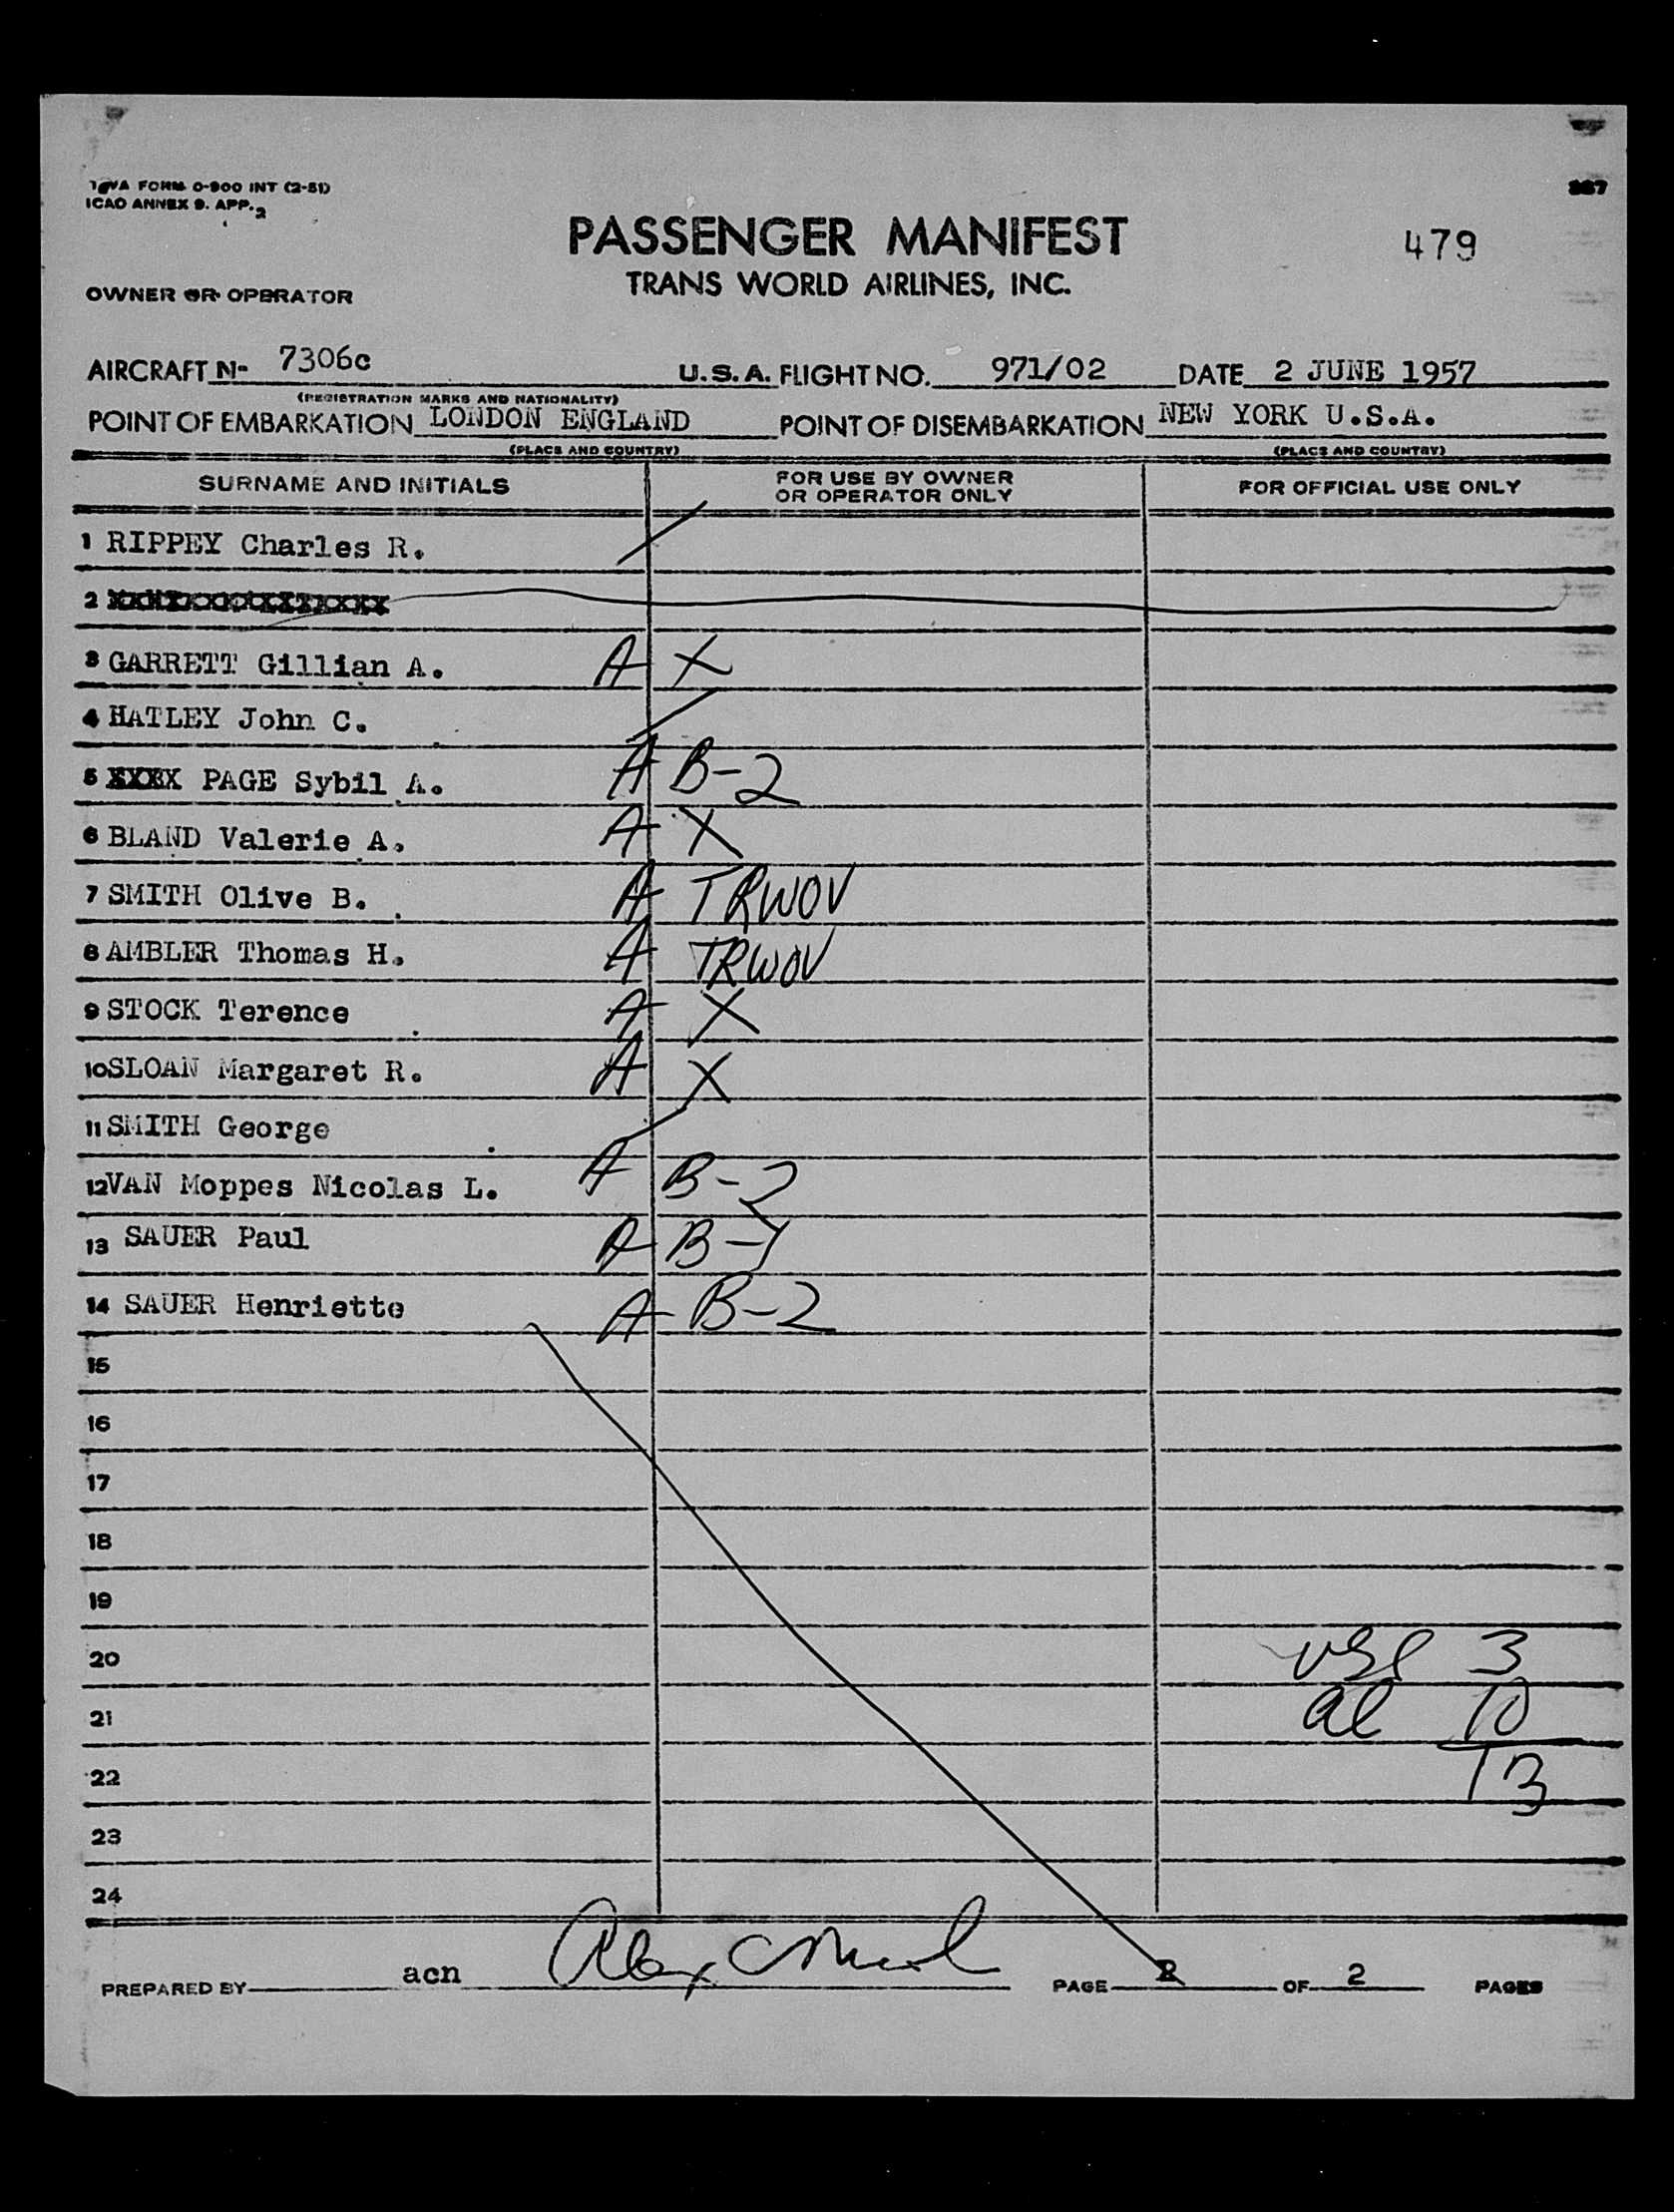 TWA FORM O-900 INT (2-51)
ICAO ANNEX 9. APP. 2
PASSENGER MANIFEST
479
TRANS WORLD AIRLINES, INC.
OWNER OR OPERATOR
AIRCRAFT N- 7306c U.S.A. FLIGHT NO. 971/02 DATE 2 JUNE 1957
(REGISTRATION MARKS AND NATIONALITY)
POINT OF EMBARKATION LONDON ENGLAND POINT OF DISEMBARKATION NEW YORK U.S.A.
(PLACE AND COUNTRY) (PLACE AND COUNTRY)
SURNAME AND INITIALS FOR USE BY OWNER OR OPERATOR ONLY FOR OFFICIAL USE ONLY
1 RIPPEY Charles R.
2
3 GARRETT Gillian A. A X
4 HATLEY John C.
5 XXXX PAGE Sybil A. A B-2
6 BLAND Valerie A. A X
7 SMITH Olive B. A TRWOV
8 AMBLER Thomas H. A TRWOV
9 STOCK Terence A X
10 SLOAN Margaret R. A X
11 SMITH George
12 VAN Moppes Nicolas L. A B-2
13 SAUER Paul A B-1
14 SAUER Henriette A B-2
15
16
17
18
19
20 3
21 al 10
22 13
23
24
PREPARED BY acn PAGE 2 OF 2 PAGES